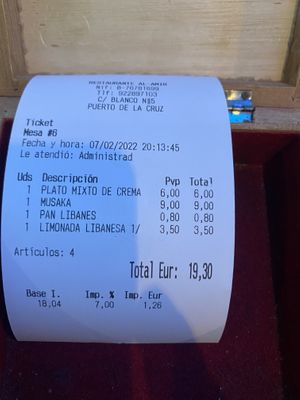 RESTAURANTE AL AMIR
Nif: B-76781699
Tlf: 922897103
C/ BLANCO Nº5
PUERTO DE LA CRUZ
Ticket
Mesa #6
Fecha y hora: 07/02/2022 20:13:45
Le atendió: Administrad
Uds Descripción Pvp Total
1 PLATO MIXTO DE CREMA 6,00 6,00
1 MUSAKA 9,00 9,00
1 PAN LIBANES 0,80 0,80
1 LIMONADA LIBANESA 1/ 3,50 3,50
Artículos: 4
Total Eur: 19,30
Base I. Imp. % Imp. Eur
18,04 7,00 1,26